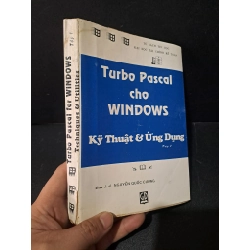 Turbo Pascal
cho
WINDOWS
Kỹ Thuật & Ứng Dụng
NGUYỄN QUỐC CƯỜNG
Turbo Pascal for WINDOWS
Techniques & Utilities